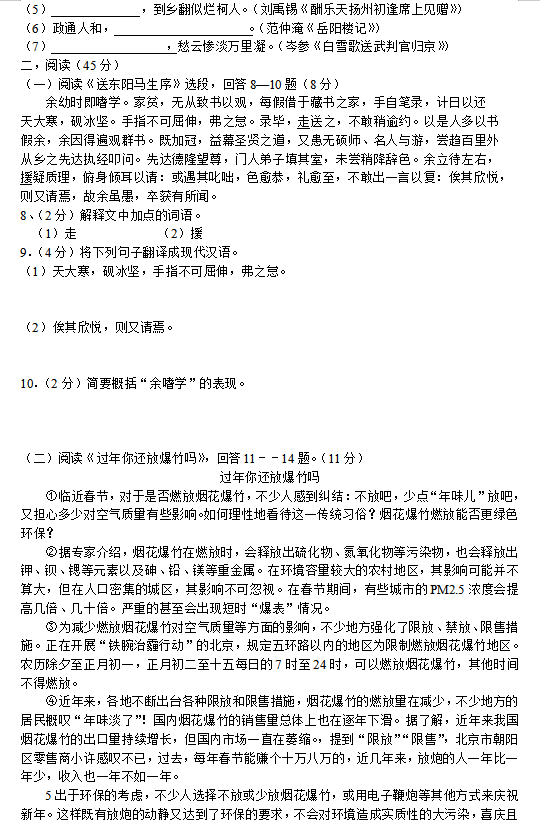 （5）______________，到乡翻似烂柯人。（刘禹锡《酬乐天扬州初逢席上见赠》）
（6）政通人和，____________________。（范仲淹《岳阳楼记》）
（7）__________________，愁云惨淡万里凝。（岑参《白雪歌送武判官归京》）
二，阅读（45分）
（一）阅读《送东阳马生序》选段，回答8—10题（8分）
余幼时即嗜学。家贫，无从致书以观，每假借于藏书之家，手自笔录，计日以还
天大寒，砚冰坚。手指不可屈伸，弗之怠。录毕，走送之，不敢稍逾约。以是人多以书
假余，余因得遍观群书。既加冠，益幕圣贤之道，又患无硕师、名人与游，尝趋百里外
从乡之先达执经叩问。先达德隆望尊，门人弟子填其室，未尝稍降辞色。余立侍左右，
援疑质理，俯身倾耳以请：或遇其叱咄，色愈恭，礼愈至，不敢出一言以复：俟其欣悦，
则又请焉，故余虽愚，卒获有所闻。
8、（2分）解释文中加点的词语。
（1）走 （2）援
9．（4分）将下列句子翻译成现代汉语。
（1）天大寒，砚冰坚，手指不可屈伸，弗之怠。
（2）俟其欣悦，则又请焉。
10．（2分）简要概括“余嗜学”的表现。
（二）阅读《过年你还放爆竹吗》，回答11－－14题。（11分）
过年你还放爆竹吗
①临近春节，对于是否燃放烟花爆竹，不少人感到纠结：不放吧，少点“年味儿”放吧，
又担心多少对空气质量有些影响。如何理性地看待这一传统习俗？烟花爆竹燃放能否更绿色
环保？
②据专家介绍，烟花爆竹在燃放时，会释放出硫化物、氮氧化物等污染物，也会释放出
钾、钡、锶等元素以及砷、铅、镁等重金属。在环境容量较大的农村地区，其影响可能并不
算大，但在人口密集的城区，其影响不可忽视。在春节期间，有些城市的PM2.5浓度会提
高几倍、几十倍。严重的甚至会出现短时“爆表”情况。
③为减少燃放烟花爆竹对空气质量等方面的影响，不少地方强化了限放、禁放、限售措
施。正在开展“铁腕治霾行动”的北京，规定五环路以内的地区为限制燃放烟花爆竹地区。
农历除夕至正月初一，正月初二至十五每日的7时至24时，可以燃放烟花爆竹，其他时间
不得燃放。
④近年来，各地不断出台各种限放和限售措施，烟花爆竹的燃放量在减少，不少地方的
居民慨叹“年味淡了”！国内烟花爆竹的销售量总体上也在逐年下滑。据了解，近年来我国
烟花爆竹的出口量持续增长，但国内市场一直在萎缩。，提到“限放”“限售”，北京市朝阳
区零售商小许感叹不已，过去，每年春节能赚个十万八万的，近几年来，放炮的人一年比一
年少，收入也一年不如一年。
5出于环保的考虑，不少人选择不放或少放烟花爆竹，或用电子鞭炮等其他方式来庆祝
新年。这样既有放炮的动静又达到了环保的要求，不会对环境造成实质性的大污染，喜庆且